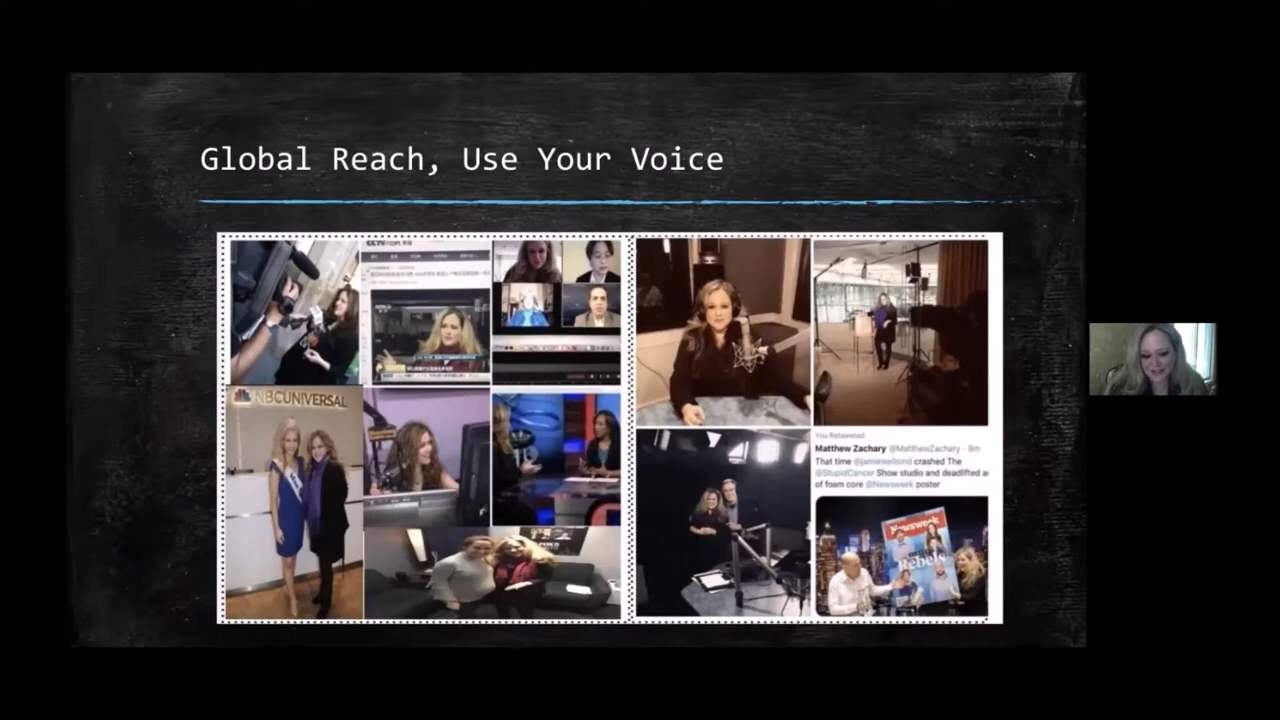 Global Reach, Use Your Voice
CCTV.com
NBCUNIVERSAL
You Retweeted
Matthew Zachary @MatthewZachary · 8m
That time @jamiewellsmd crashed The
@StupidCancer Show studio and deadlifted a
of foam core @Newsweek poster
Newsweek
Rebels